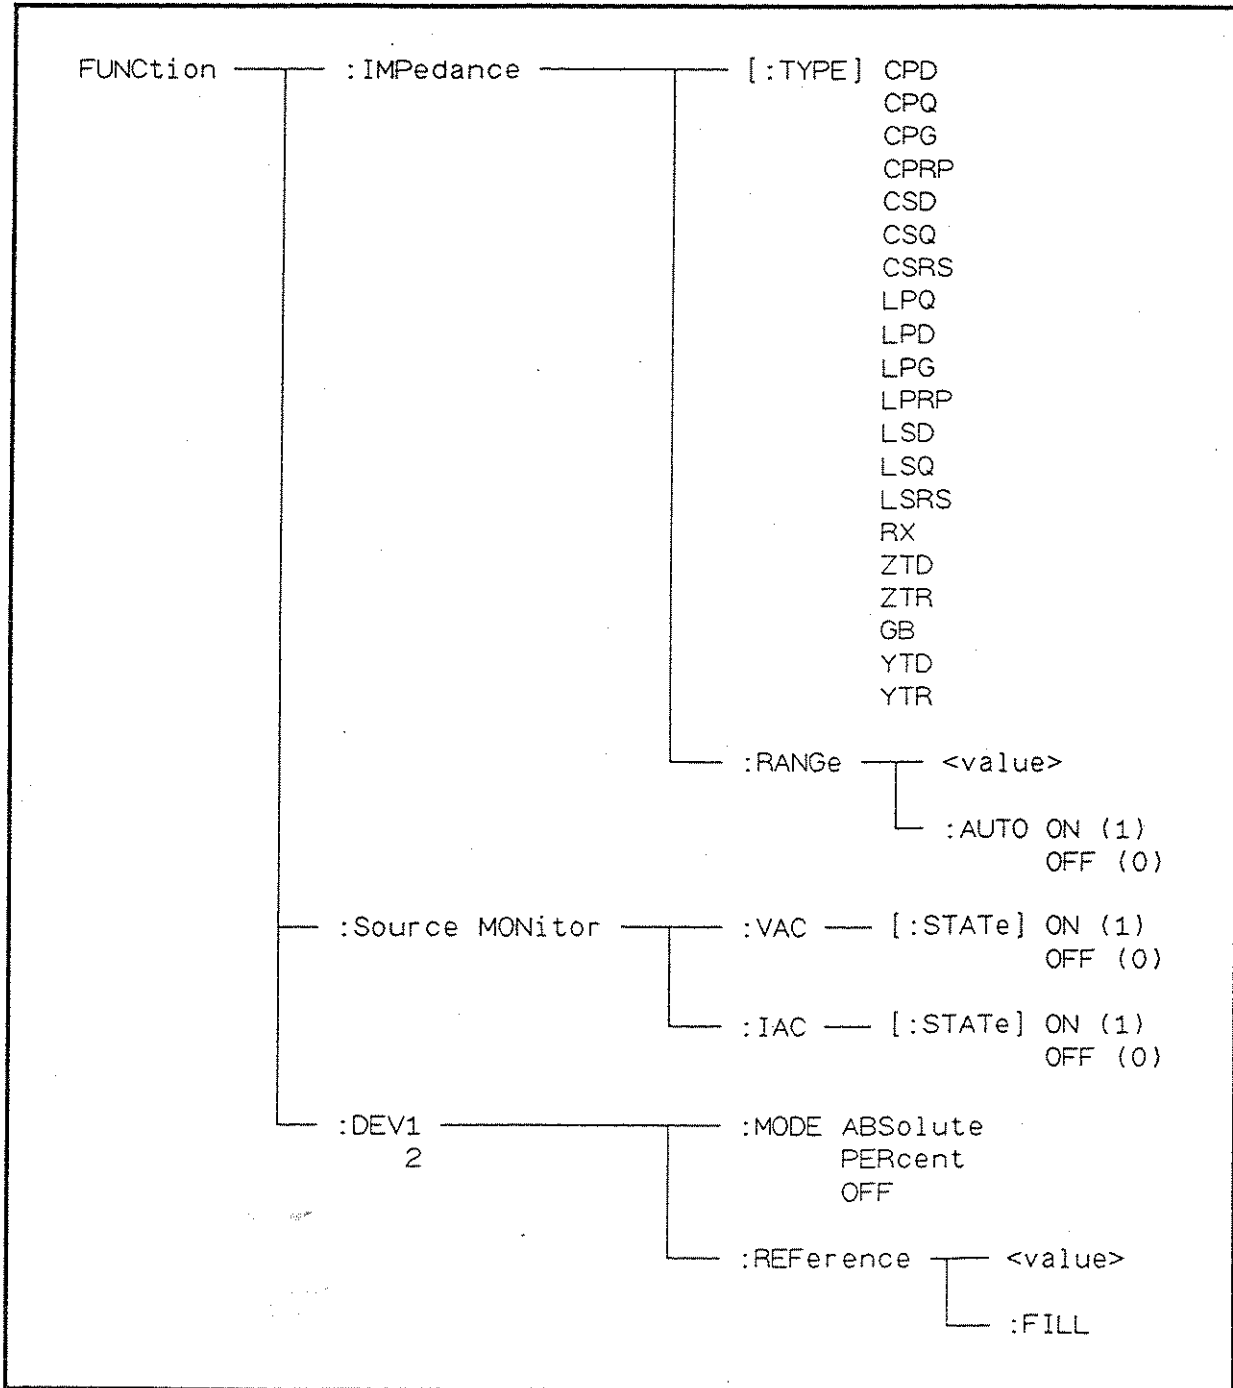 FUNCtion :IMPedance [:TYPE] CPD
CPQ
CPG
CPRP
CSD
CSQ
CSRS
LPQ
LPD
LPG
LPRP
LSD
LSQ
LSRS
RX
ZTD
ZTR
GB
YTD
YTR
:RANGe <value>
:AUTO ON (1)
OFF (0)
:Source MONitor :VAC [:STATe] ON (1)
OFF (0)
:IAC [:STATe] ON (1)
OFF (0)
:DEV1 :MODE ABSolute
2 PERcent
OFF
:REFerence <value>
:FILL